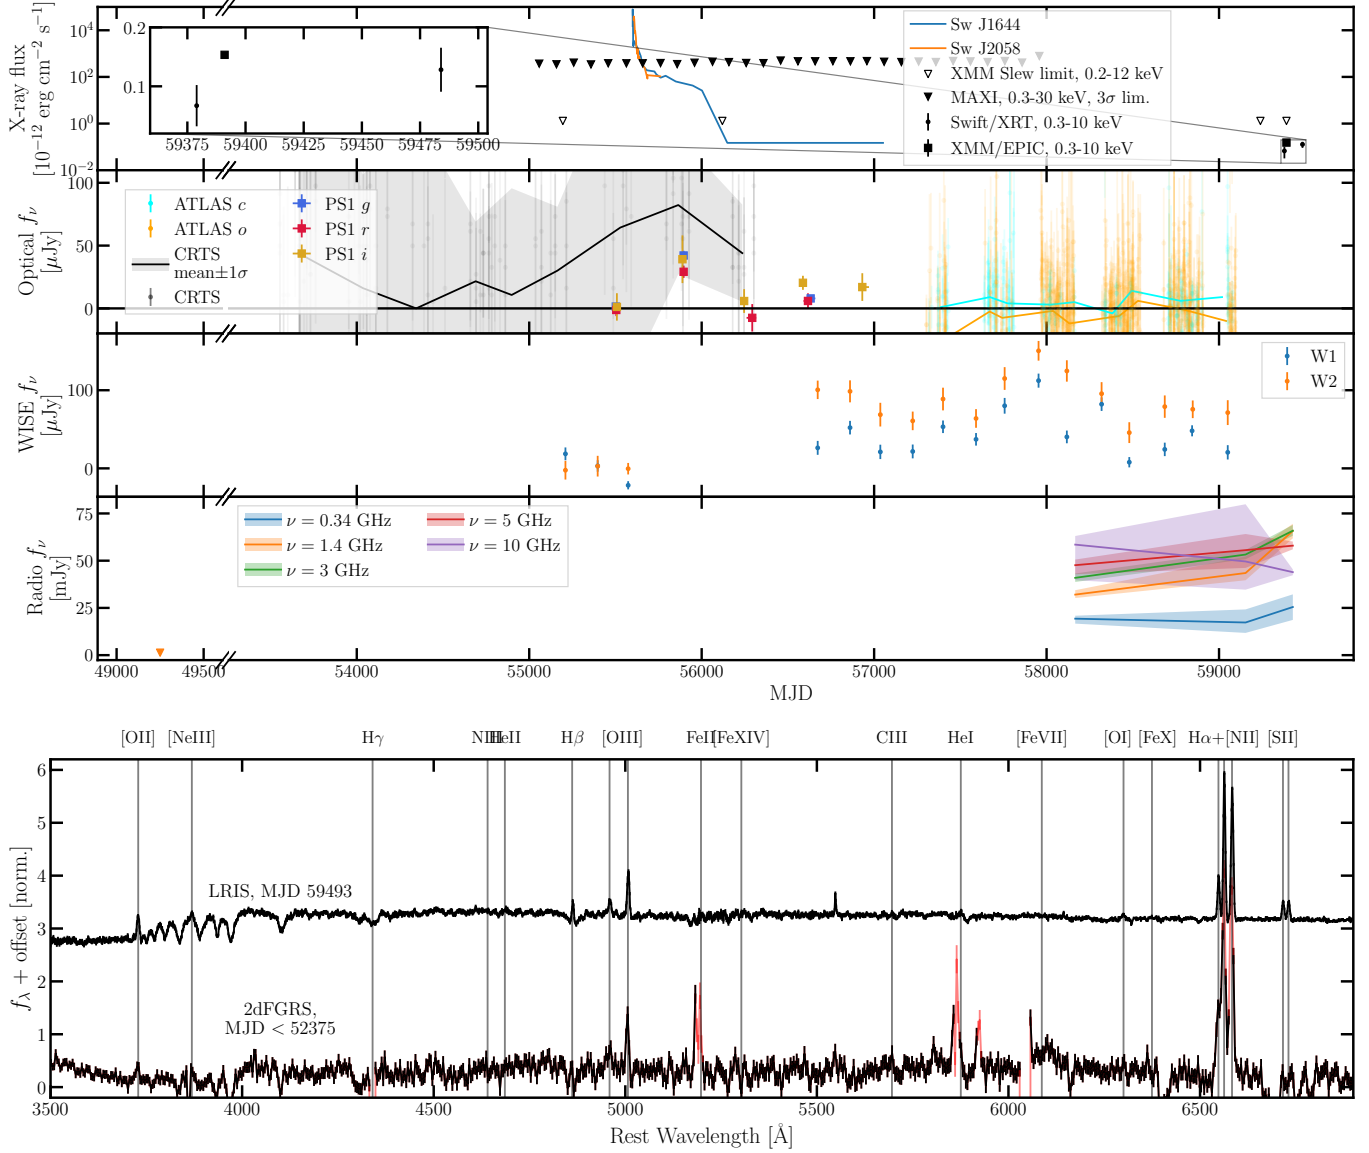 X-ray flux
[10⁻¹² erg cm⁻² s⁻¹]
10⁴
10²
10⁰
10⁻²
0.2
0.1
59375
59400
59425
59450
59475
59500
Sw J1644
Sw J2058
XMM Slew limit, 0.2-12 keV
MAXI, 0.3-30 keV, 3σ lim.
Swift/XRT, 0.3-10 keV
XMM/EPIC, 0.3-10 keV
Optical fν
[μJy]
100
50
0
ATLAS c
ATLAS o
CRTS
mean±1σ
CRTS
PS1 g
PS1 r
PS1 i
WISE fν
[μJy]
100
0
W1
W2
Radio fν
[mJy]
75
50
25
0
ν = 0.34 GHz
ν = 1.4 GHz
ν = 3 GHz
ν = 5 GHz
ν = 10 GHz
49000
49500
54000
55000
56000
57000
58000
59000
MJD
[OII]
[NeIII]
Hγ
NIII
HeII
Hβ
[OIII]
FeII
[FeXIV]
CIII
HeI
[FeVII]
[OI]
[FeX]
Hα+[NII]
[SII]
fλ + offset [norm.]
6
5
4
3
2
1
0
LRIS, MJD 59493
2dFGRS,
MJD < 52375
3500
4000
4500
5000
5500
6000
6500
Rest Wavelength [Å]